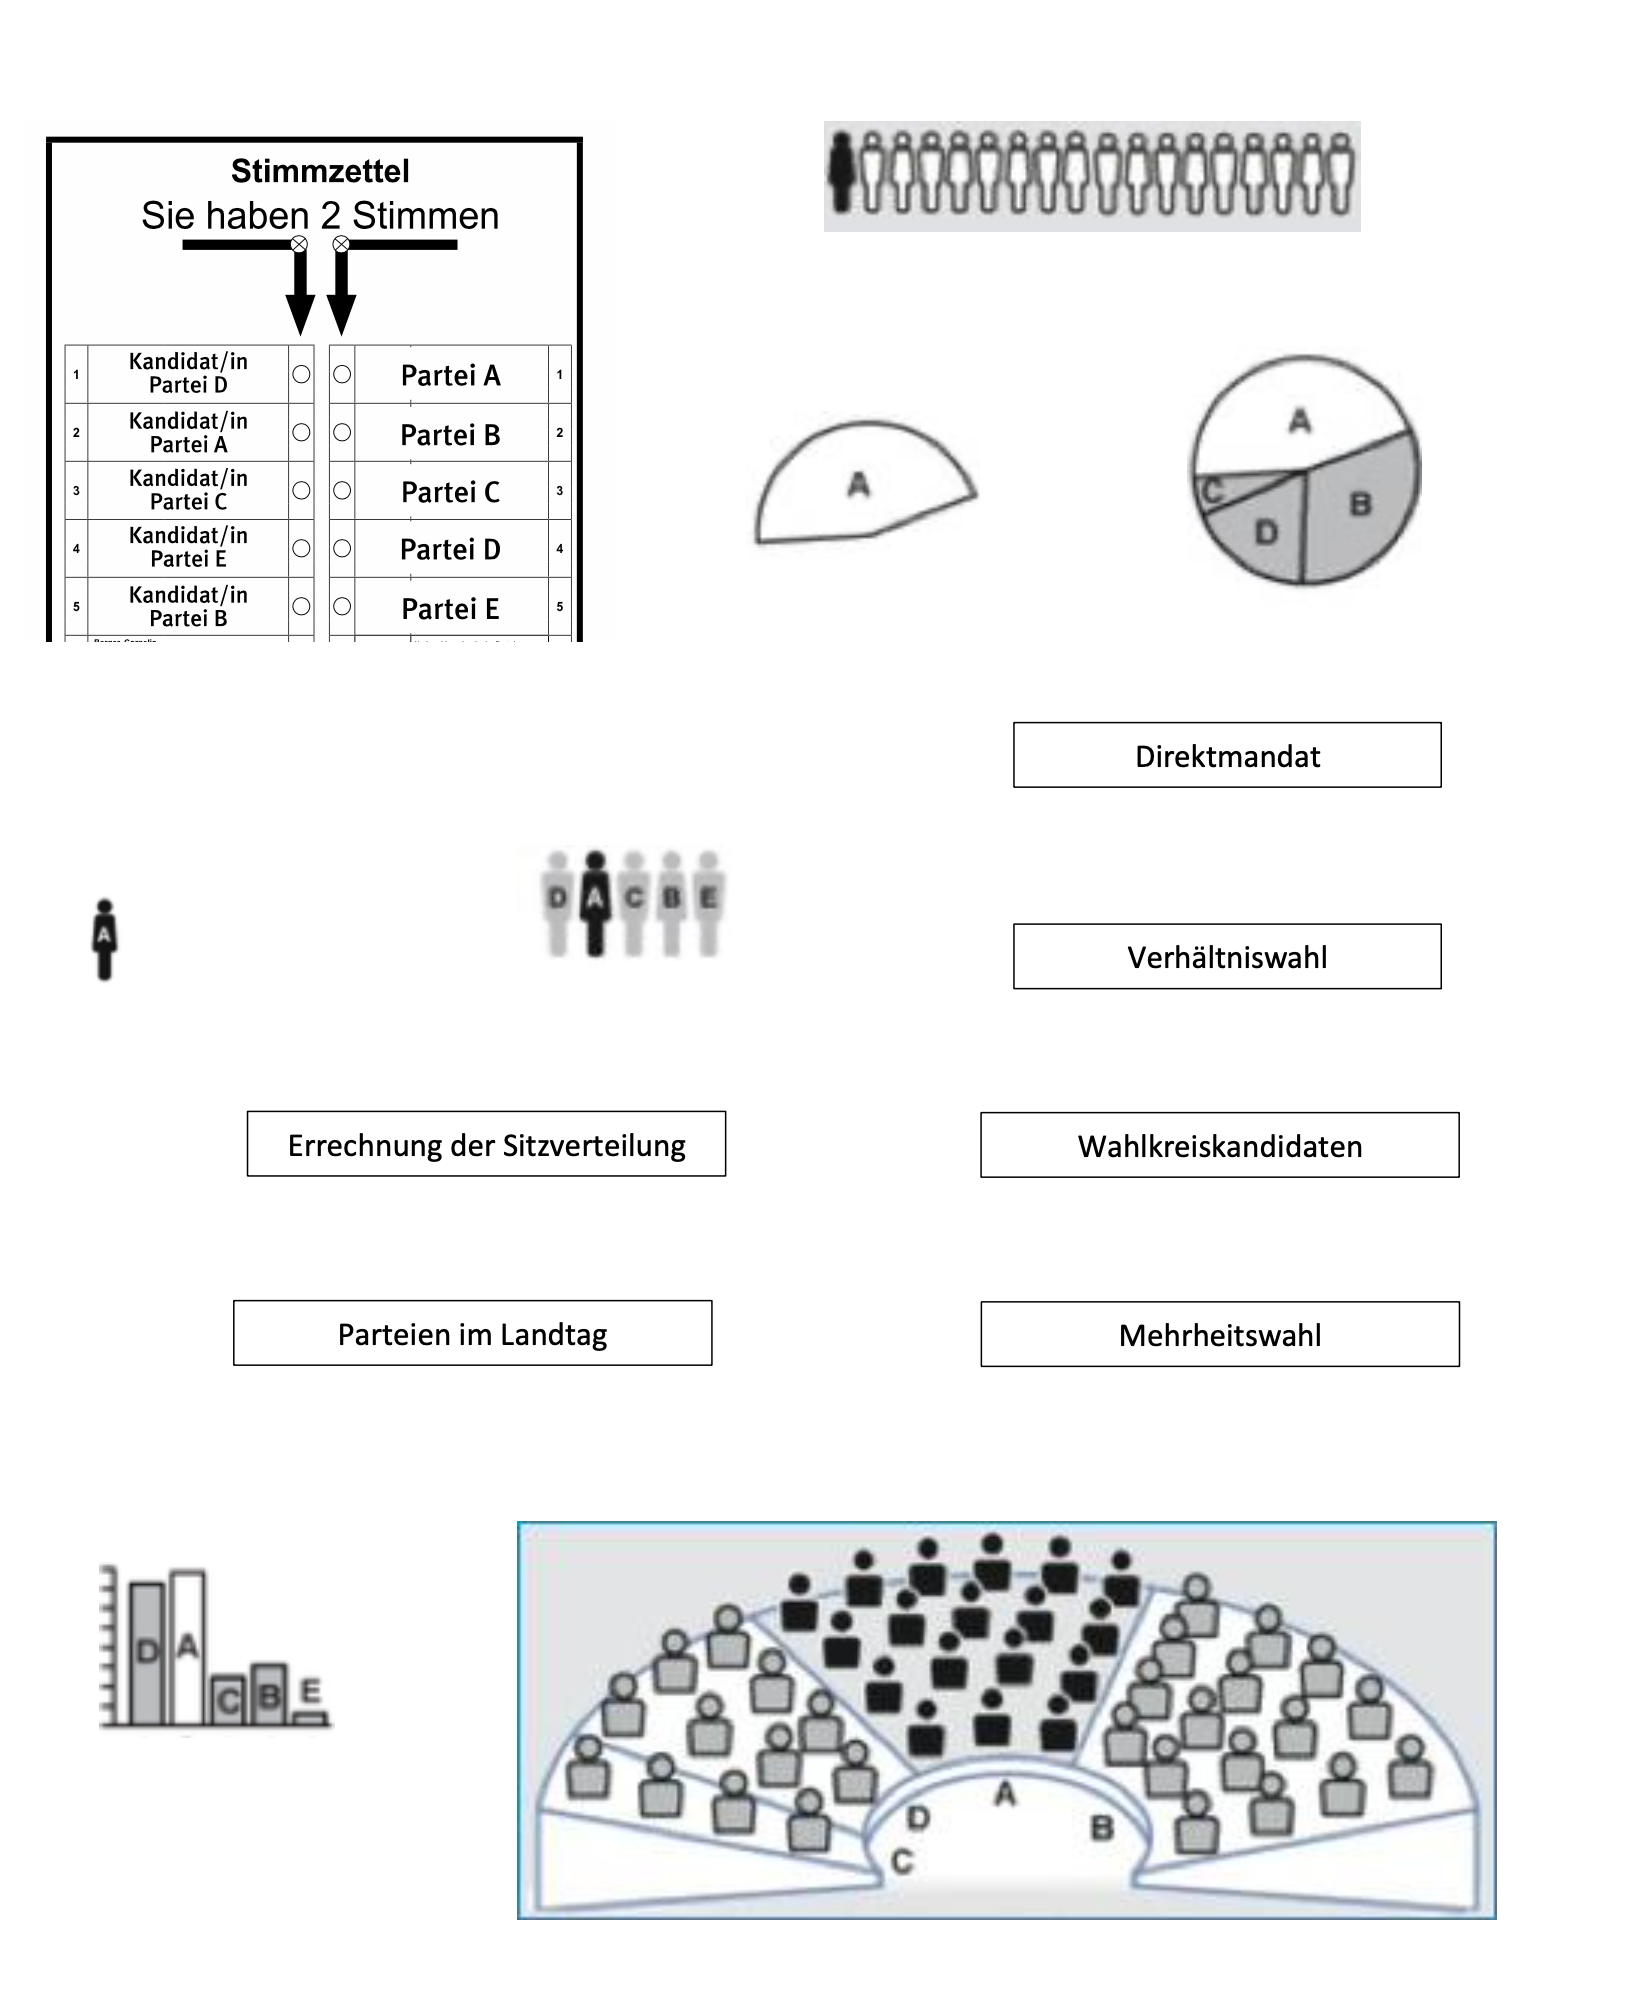 Stimmzettel
Sie haben 2 Stimmen
1 Kandidat/in Partei D Partei A 1
2 Kandidat/in Partei A Partei B 2
3 Kandidat/in Partei C Partei C 3
4 Kandidat/in Partei E Partei D 4
5 Kandidat/in Partei B Partei E 5
A
A
B
C
D
Direktmandat
D A C B E
A
Verhältniswahl
Errechnung der Sitzverteilung
Wahlkreiskandidaten
Parteien im Landtag
Mehrheitswahl
D A C B E
A
D
B
C